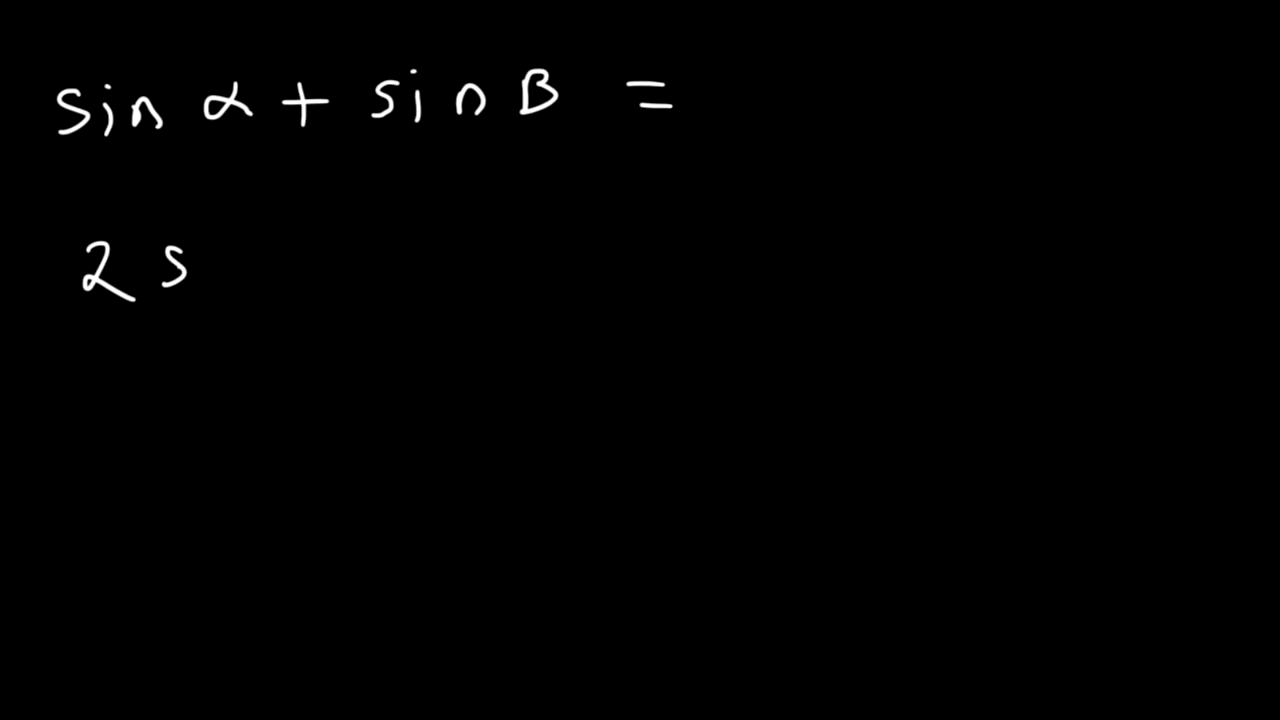 sin α + sin β =
2 s